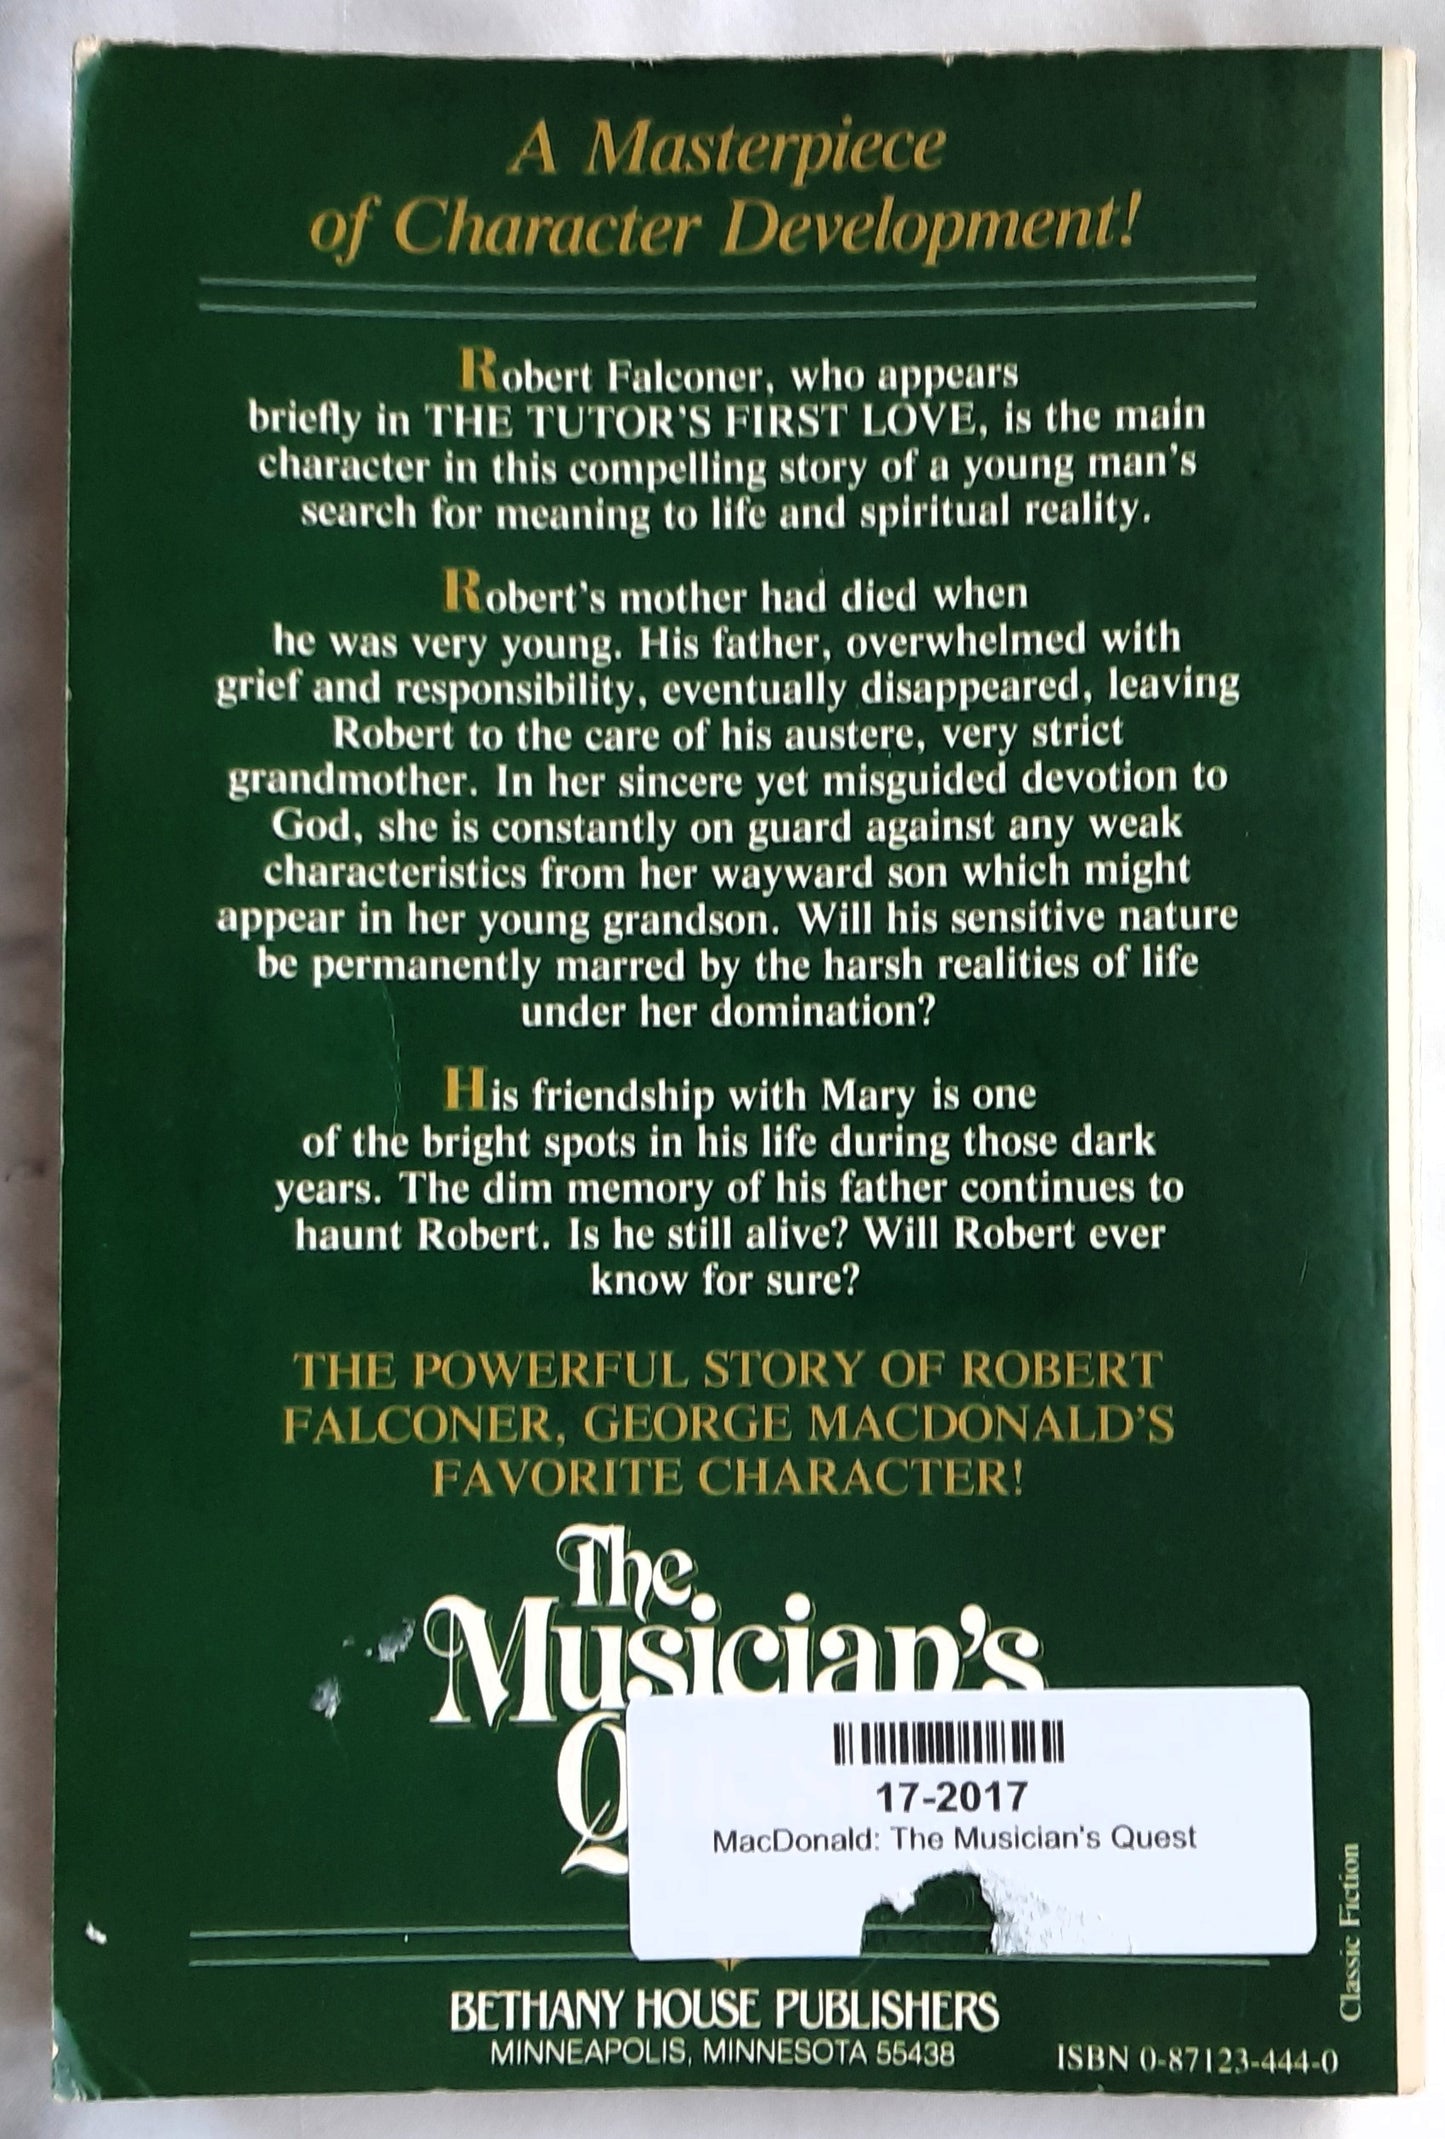 A Masterpiece
of Character Development!
Robert Falconer, who appears
briefly in THE TUTOR'S FIRST LOVE, is the main
character in this compelling story of a young man's
search for meaning to life and spiritual reality.
Robert's mother had died when
he was very young. His father, overwhelmed with
grief and responsibility, eventually disappeared, leaving
Robert to the care of his austere, very strict
grandmother. In her sincere yet misguided devotion to
God, she is constantly on guard against any weak
characteristics from her wayward son which might
appear in her young grandson. Will his sensitive nature
be permanently marred by the harsh realities of life
under her domination?
His friendship with Mary is one
of the bright spots in his life during those dark
years. The dim memory of his father continues to
haunt Robert. Is he still alive? Will Robert ever
know for sure?
THE POWERFUL STORY OF ROBERT
FALCONER, GEORGE MACDONALD'S
FAVORITE CHARACTER!
The
Musician's
17-2017
MacDonald: The Musician's Quest
Classic Fiction
BETHANY HOUSE PUBLISHERS
MINNEAPOLIS, MINNESOTA 55438
ISBN 0-87123-444-0